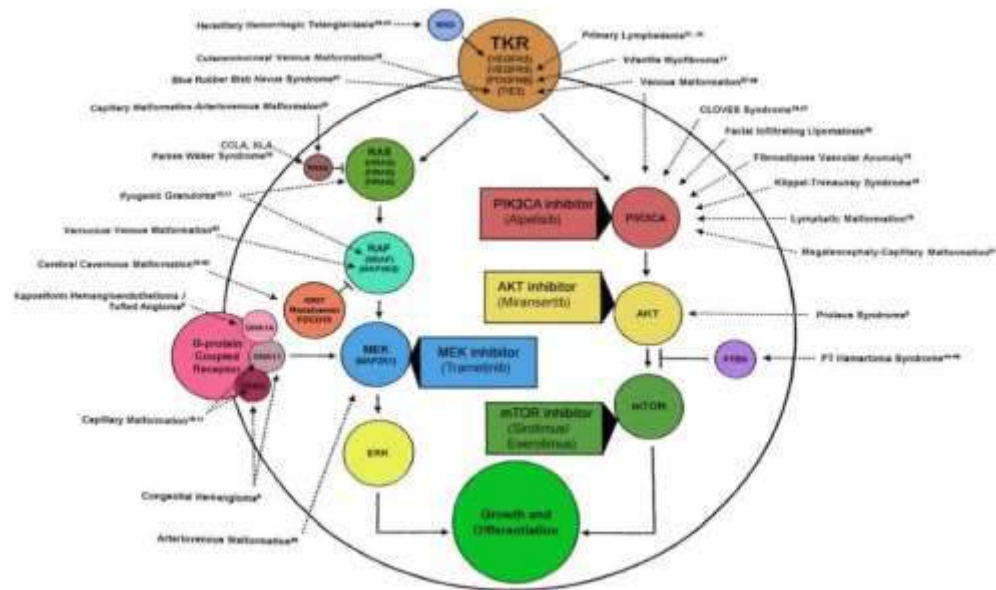 Hereditary Hemorrhagic Telangiectasia
TKR
(VEGFR3)
(PDGFRB)
(TIE2)
Primary Lymphedema
Cutaneomucosal Venous Malformation
Infantile Myofibroma
Blue Rubber Bleb Nevus Syndrome
Venous Malformation
Capillary Malformation-Arteriovenous Malformation
CLOVES Syndrome
Facial Infiltrating Lipomatosis
CCLA, KLA
Parkes Weber Syndrome
RAS
Fibroadipose Vascular Anomaly
Pyogenic Granuloma
Klippel-Trenaunay Syndrome
PIK3CA inhibitor
(Alpelisib)
PIK3CA
Lymphatic Malformation
Verrucous Venous Malformation
RAF
(BRAF)
Megalencephaly-Capillary Malformation
Cerebral Cavernous Malformation
AKT inhibitor
(Miransertib)
AKT
Proteus Syndrome
Kaposiform Hemangioendothelioma /
Tufted Angioma
PDCD10
G-protein
Coupled
Receptor
MEK
MEK inhibitor
(Trametinib)
PTEN
PT Hamartoma Syndrome
mTOR inhibitor
(Sirolimus/
Everolimus)
mTOR
Capillary Malformation
ERK
Congenital Hemangioma
Growth and
Differentiation
Arteriovenous Malformation